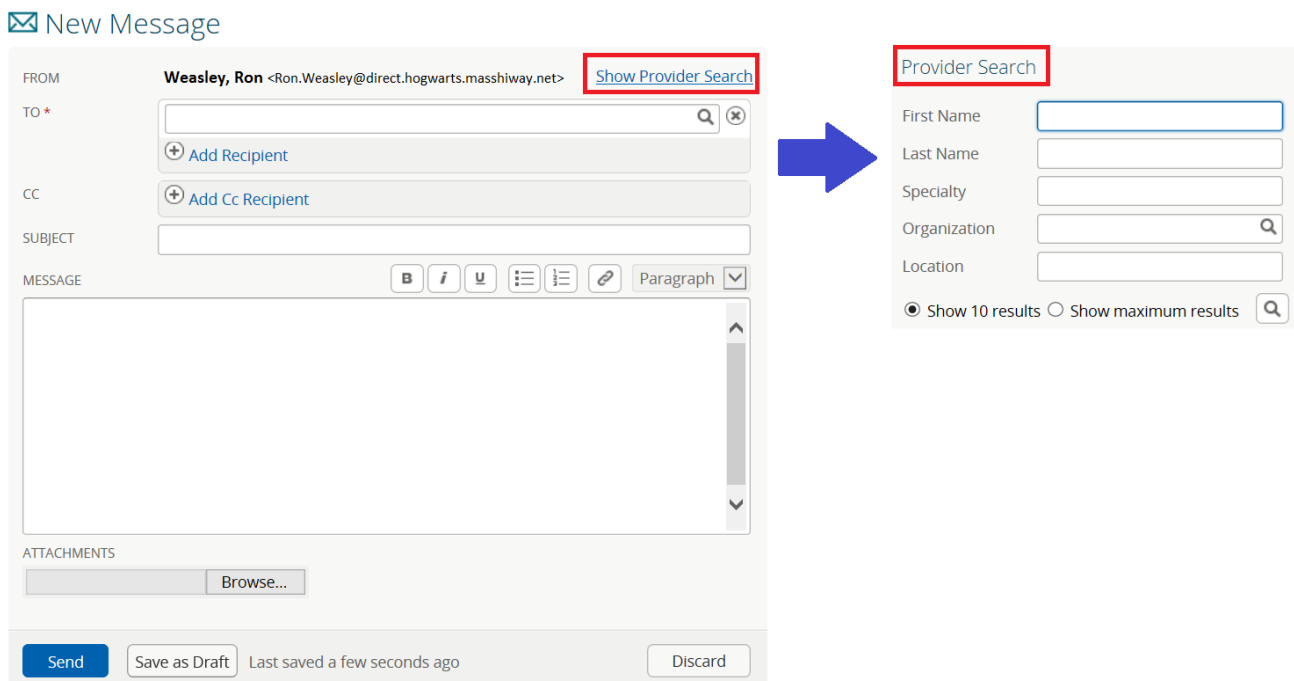 New Message
FROM Weasley, Ron <Ron.Weasley@direct.hogwarts.masshiway.net> Show Provider Search
TO *
Add Recipient
CC Add Cc Recipient
SUBJECT
MESSAGE B i U Paragraph
ATTACHMENTS
Browse...
Send Save as Draft Last saved a few seconds ago Discard
Provider Search
First Name
Last Name
Specialty
Organization
Location
Show 10 results Show maximum results